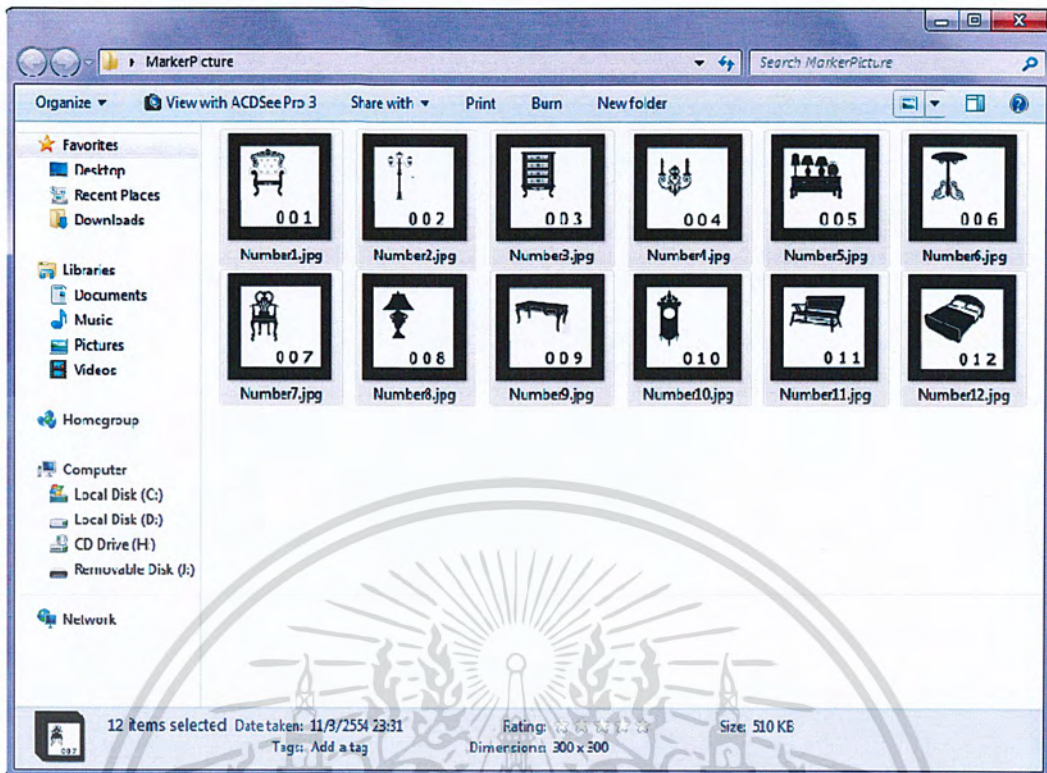 MarkerP cture
Search MarkerPicture
Organize
View with ACDSee Pro 3
Share with
Print
Burn
New folder
Favorites
Desktop
Recent Places
Downloads
Libraries
Documents
Music
Pictures
Videos
Homegroup
Computer
Local Disk (C:)
Local Disk (D:)
CD Drive (H:)
Removable Disk (J:)
Network
001
002
003
004
005
006
Number1.jpg
Number2.jpg
Number3.jpg
Number4.jpg
Number5.jpg
Number6.jpg
007
008
009
010
011
012
Number7.jpg
Number8.jpg
Number9.jpg
Number10.jpg
Number11.jpg
Number12.jpg
007
12 items selected
Date taken: 11/3/2554 23:31
Rating:
Size: 510 KB
Tags: Add a tag
Dimensions: 300 x 300